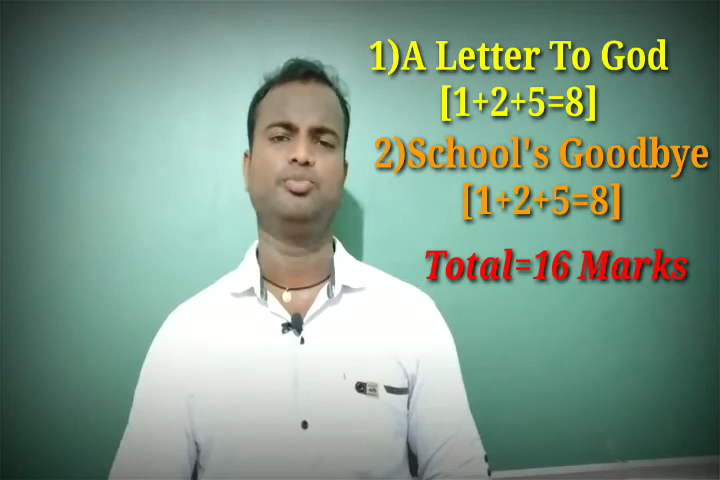 1)A Letter To God
[1+2+5=8]
2)School's Goodbye
[1+2+5=8]
Total=16 Marks